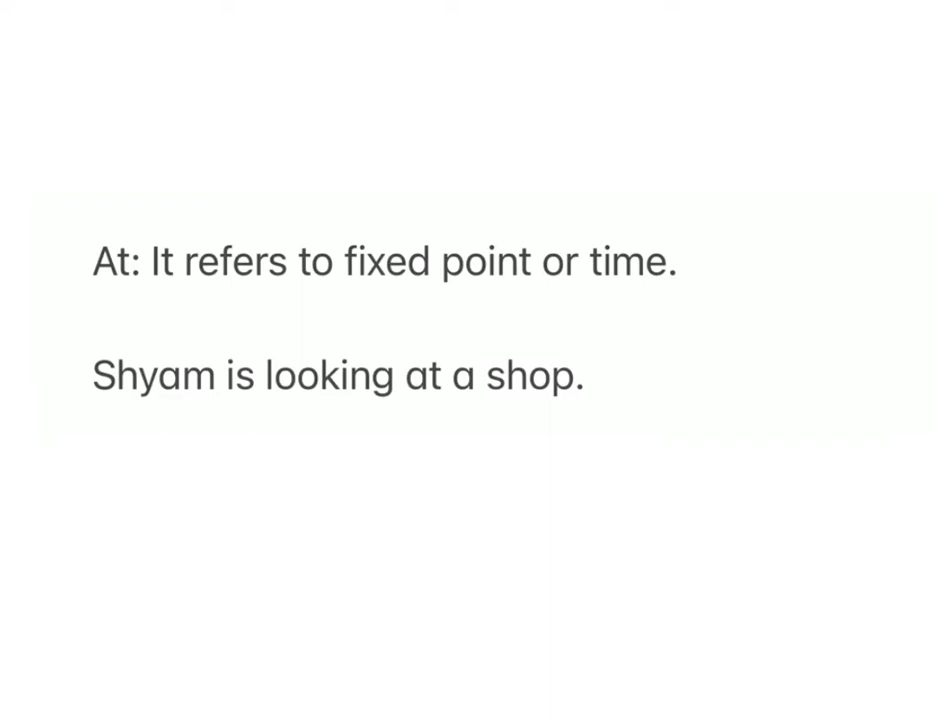 At: It refers to fixed point or time.
Shyam is looking at a shop.